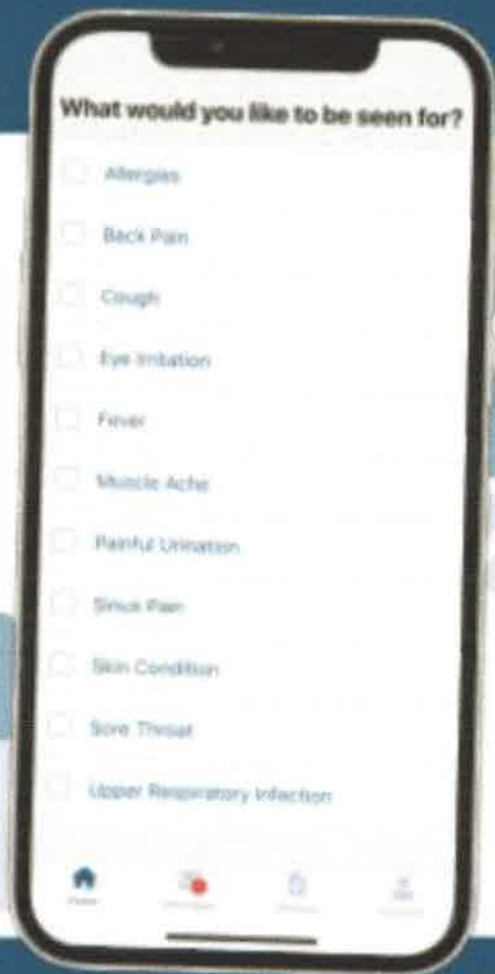 What would you like to be seen for?
Allergies
Back Pain
Cough
Eye Irritation
Fever
Muscle Ache
Painful Urination
Sinus Pain
Skin Condition
Sore Throat
Upper Respiratory Infection